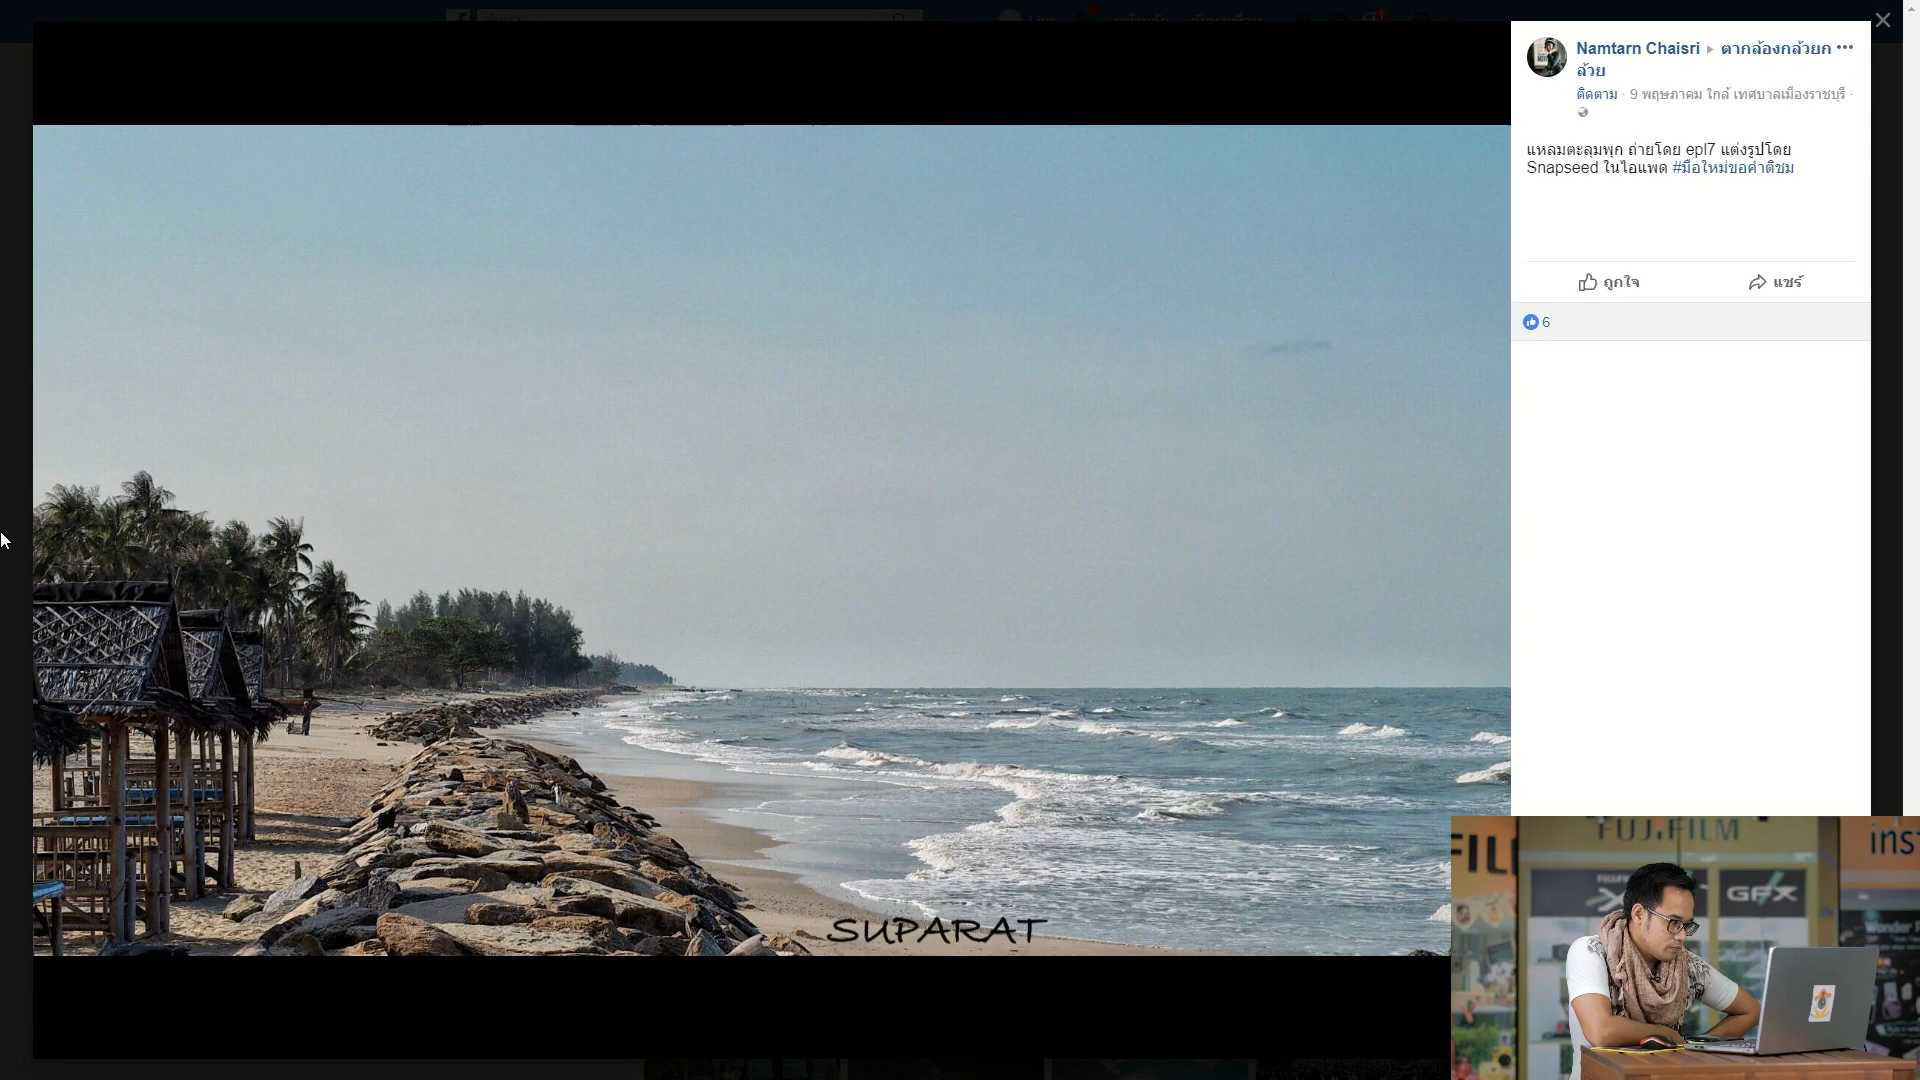 Namtarn Chaisri ▸ ตากล้องกล้วยก
ล้วย
ติดตาม · 9 พฤษภาคม ใกล้ เทศบาลเมืองราชบุรี ·
แหลมตะลุมพุก ถ่ายโดย epl7 แต่งรูปโดย
Snapseed ในไอแพด #มือใหม่ขอคำติชม
ถูกใจ แชร์
6
SUPARAT
FUJIFILM
GFX